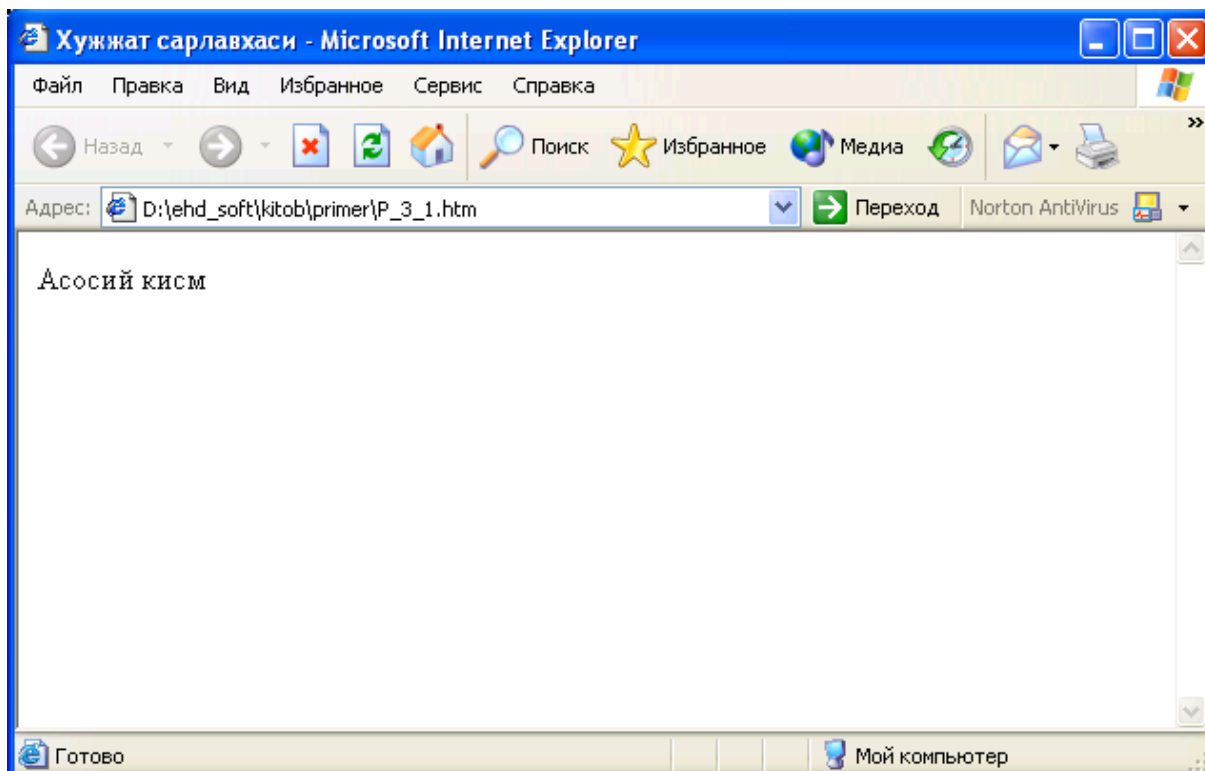 Хужжат сарлавхаси - Microsoft Internet Explorer
Файл Правка Вид Избранное Сервис Справка
Назад Поиск Избранное Медиа »
Адрес: D:\ehd_soft\kitob\primer\P_3_1.htm Переход Norton AntiVirus
Асосий кисм
Готово Мой компьютер